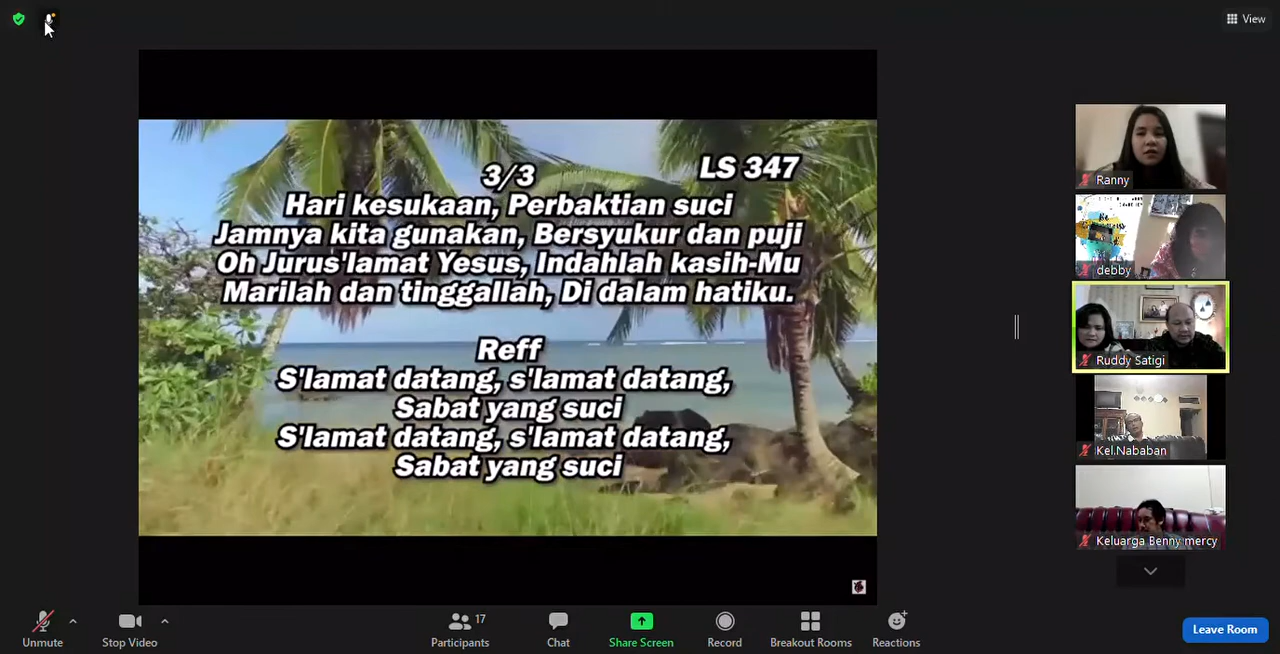 View
3/3
LS 347
Hari kesukaan, Perbaktian suci
Jamnya kita gunakan, Bersyukur dan puji
Oh Jurus'lamat Yesus, Indahlah kasih-Mu
Marilah dan tinggallah, Di dalam hatiku.
Reff
S'lamat datang, s'lamat datang,
Sabat yang suci
S'lamat datang, s'lamat datang,
Sabat yang suci
Ranny
debby
Ruddy Satigi
Kel.Nababan
Keluarga Benny mercy
Unmute
Stop Video
17
Participants
Chat
Share Screen
Record
Breakout Rooms
Reactions
Leave Room